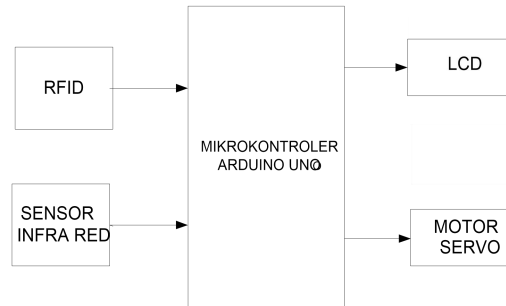 RFID
SENSOR
INFRA RED
MIKROKONTROLER
ARDUINO UNO
LCD
MOTOR
SERVO